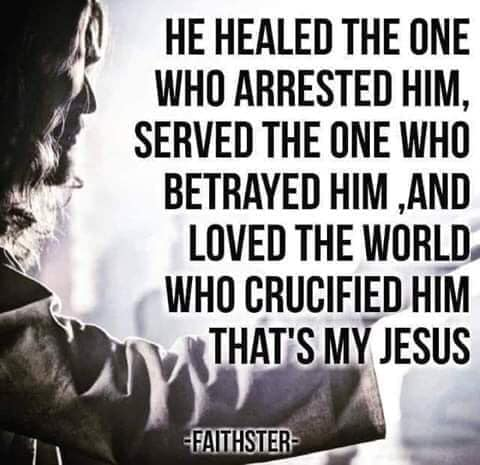 HE HEALED THE ONE
WHO ARRESTED HIM,
SERVED THE ONE WHO
BETRAYED HIM ,AND
LOVED THE WORLD
WHO CRUCIFIED HIM
THAT'S MY JESUS
-FAITHSTER-